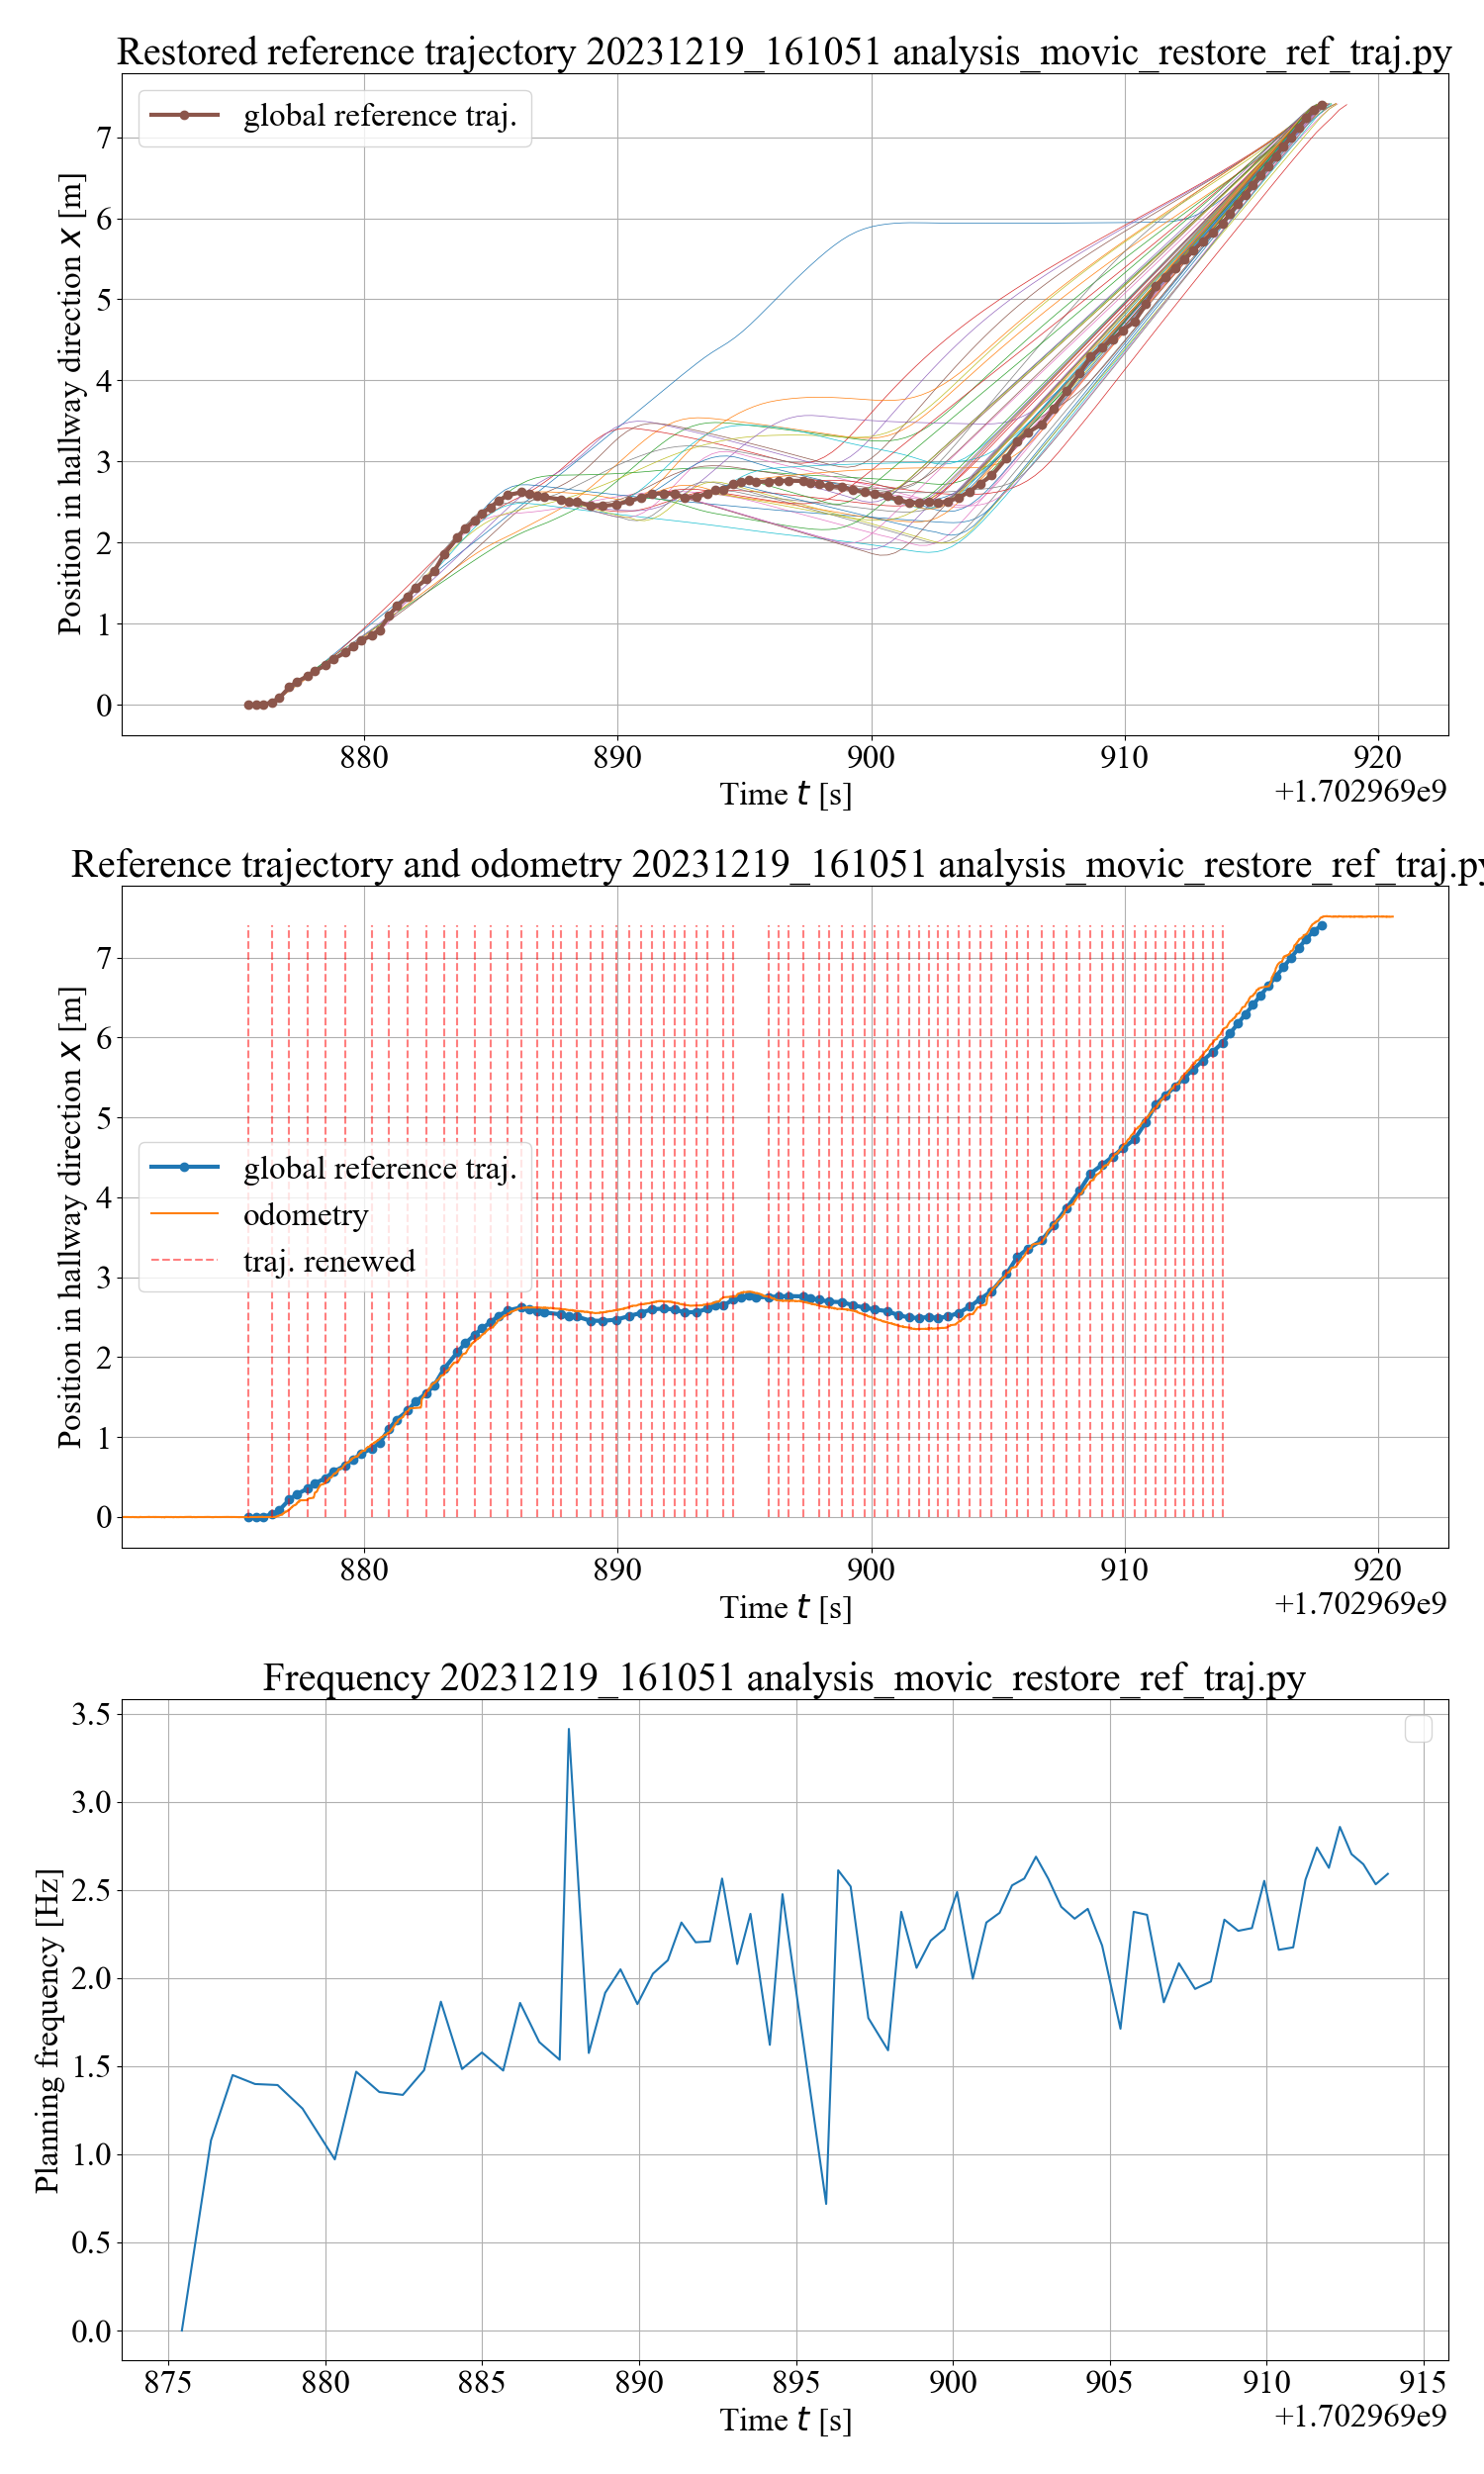 Restored reference trajectory 20231219_161051 analysis_movic_restore_ref_traj.py
global reference traj.
Position in hallway direction x [m]
7
6
5
4
3
2
1
0
880 890 900 910 920
Time t [s]
+1.702969e9
Reference trajectory and odometry 20231219_161051 analysis_movic_restore_ref_traj.py
Position in hallway direction x [m]
7
6
5
4
3
2
1
0
global reference traj.
odometry
traj. renewed
880 890 900 910 920
Time t [s]
+1.702969e9
Frequency 20231219_161051 analysis_movic_restore_ref_traj.py
Planning frequency [Hz]
3.5
3.0
2.5
2.0
1.5
1.0
0.5
0.0
875 880 885 890 895 900 905 910 915
Time t [s]
+1.702969e9